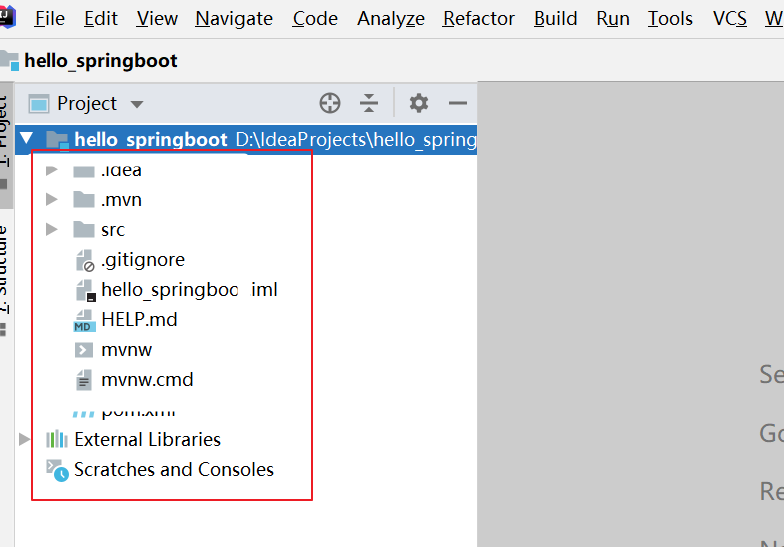 File Edit View Navigate Code Analyze Refactor Build Run Tools VCS
hello_springboot
Project
1: Project
hello_springboot D:\IdeaProjects\hello_spring
.idea
.mvn
src
.gitignore
hello_springboo iml
HELP.md
mvnw
mvnw.cmd
pom.xml
External Libraries
Scratches and Consoles
7: Structure
Se
Go
Re